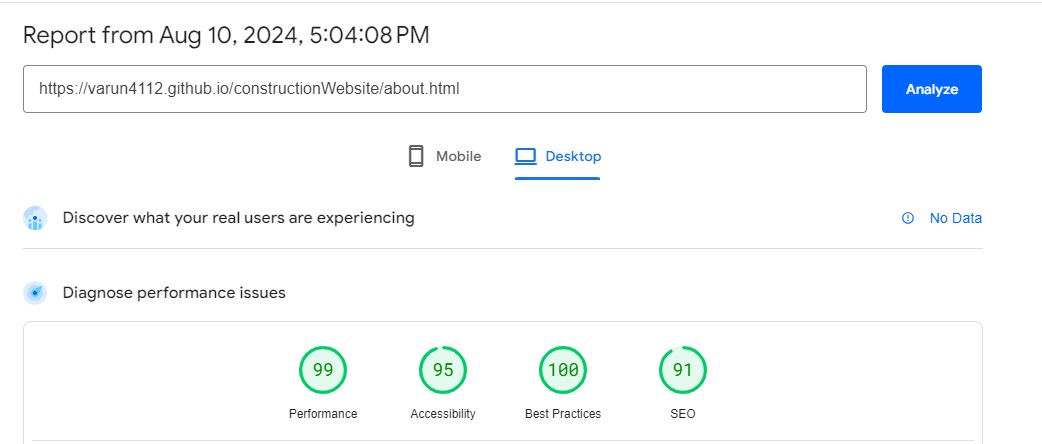 Report from Aug 10, 2024, 5:04:08 PM
https://varun4112.github.io/constructionWebsite/about.html
Analyze
Mobile
Desktop
Discover what your real users are experiencing
No Data
Diagnose performance issues
99
95
100
91
Performance
Accessibility
Best Practices
SEO